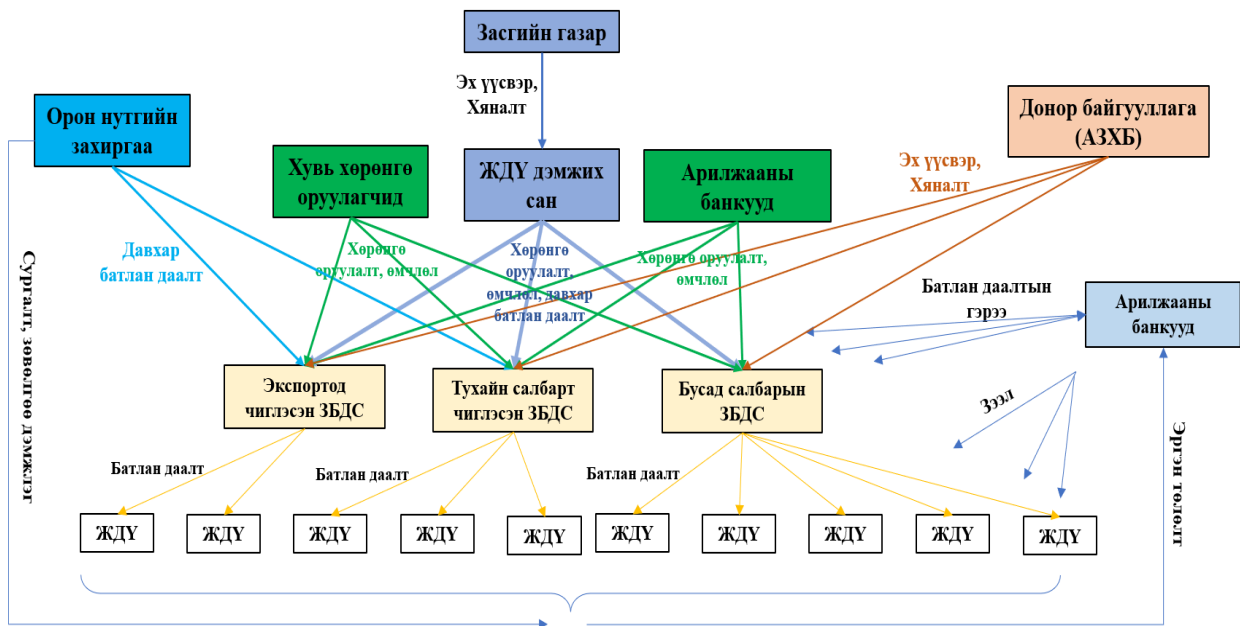 Засгийн газар
Эх үүсвэр,
Хяналт
Орон нутгийн
захиргаа
Донор байгууллага
(АЗХБ)
Хувь хөрөнгө
оруулагчид
ЖДҮ дэмжих
сан
Арилжааны
банкууд
Эх үүсвэр,
Хяналт
Давхар
батлан даалт
Хөрөнгө
оруулалт, өмчлөл
Хөрөнгө
оруулалт,
өмчлөл, давхар
батлан даалт
Хөрөнгө оруулалт,
өмчлөл
Батлан даалтын
гэрээ
Арилжааны
банкууд
Сургалт, зөвөлгөө дэмжлэг
Экспортод
чиглэсэн ЗБДС
Тухайн салбарт
чиглэсэн ЗБДС
Бусад салбарын
ЗБДС
Зээл
Эргэн төлөлт
Батлан даалт
Батлан даалт
Батлан даалт
ЖДҮ
ЖДҮ
ЖДҮ
ЖДҮ
ЖДҮ
ЖДҮ
ЖДҮ
ЖДҮ
ЖДҮ
ЖДҮ